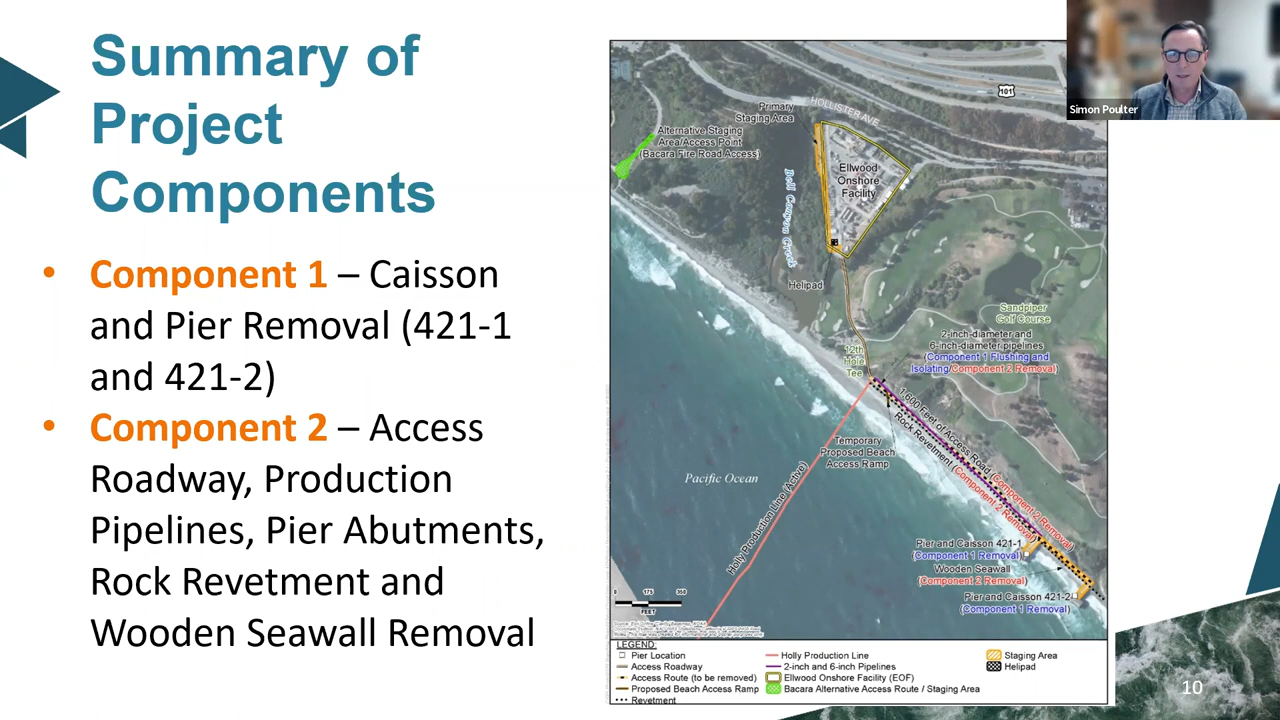 Summary of
Project
Components
• Component 1 – Caisson
and Pier Removal (421-1
and 421-2)
• Component 2 – Access
Roadway, Production
Pipelines, Pier Abutments,
Rock Revetment and
Wooden Seawall Removal
Simon Poulter
101
HOLLISTER AVE
Primary
Staging Area
Alternative Staging
Area/Access Point
(Bacara Fire Road Access)
Ellwood
Onshore
Facility
Bell Canyon Creek
Helipad
Sandpiper
Golf Course
12th
Hole
Tee
2-inch-diameter and
6-inch-diameter pipelines
(Component 1 Flushing and
Isolating/Component 2 Removal)
1,600 Feet of Access Road (Component 2 Removal)
Rock Revetment (Component 2 Removal)
Temporary
Proposed Beach
Access Ramp
Pacific Ocean
Holly Production Line (Active)
Pier and Caisson 421-1
(Component 1 Removal)
Wooden Seawall
(Component 2 Removal)
Pier and Caisson 421-2
(Component 1 Removal)
0 175 350
FEET
LEGEND:
Pier Location
Access Roadway
Access Route (to be removed)
Proposed Beach Access Ramp
Revetment
Holly Production Line
2-inch and 6-inch Pipelines
Ellwood Onshore Facility (EOF)
Bacara Alternative Access Route / Staging Area
Staging Area
Helipad
10